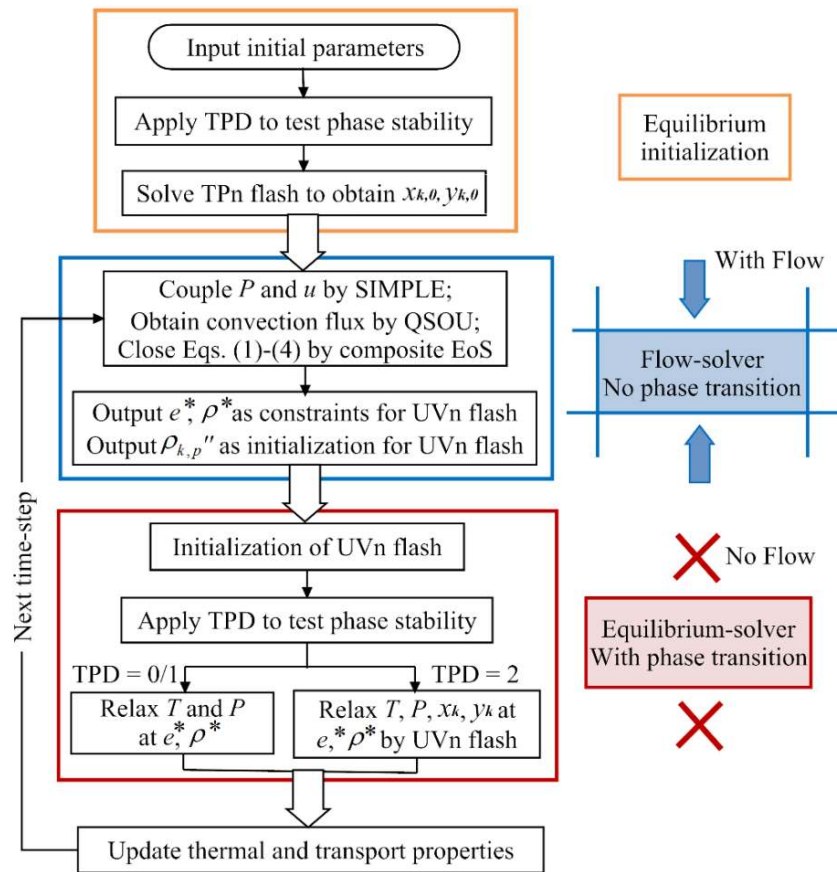 Input initial parameters
Apply TPD to test phase stability
Solve TPn flash to obtain xk,0, yk,0
Equilibrium
initialization
Couple P and u by SIMPLE;
Obtain convection flux by QSOU;
Close Eqs. (1)-(4) by composite EoS
Output e*, ρ* as constraints for UVn flash
Output ρk,p″ as initialization for UVn flash
With Flow
Flow-solver
No phase transition
Next time-step
Initialization of UVn flash
Apply TPD to test phase stability
TPD = 0/1
TPD = 2
Relax T and P
at e*, ρ*
Relax T, P, xk, yk at
e,* ρ* by UVn flash
No Flow
Equilibrium-solver
With phase transition
Update thermal and transport properties